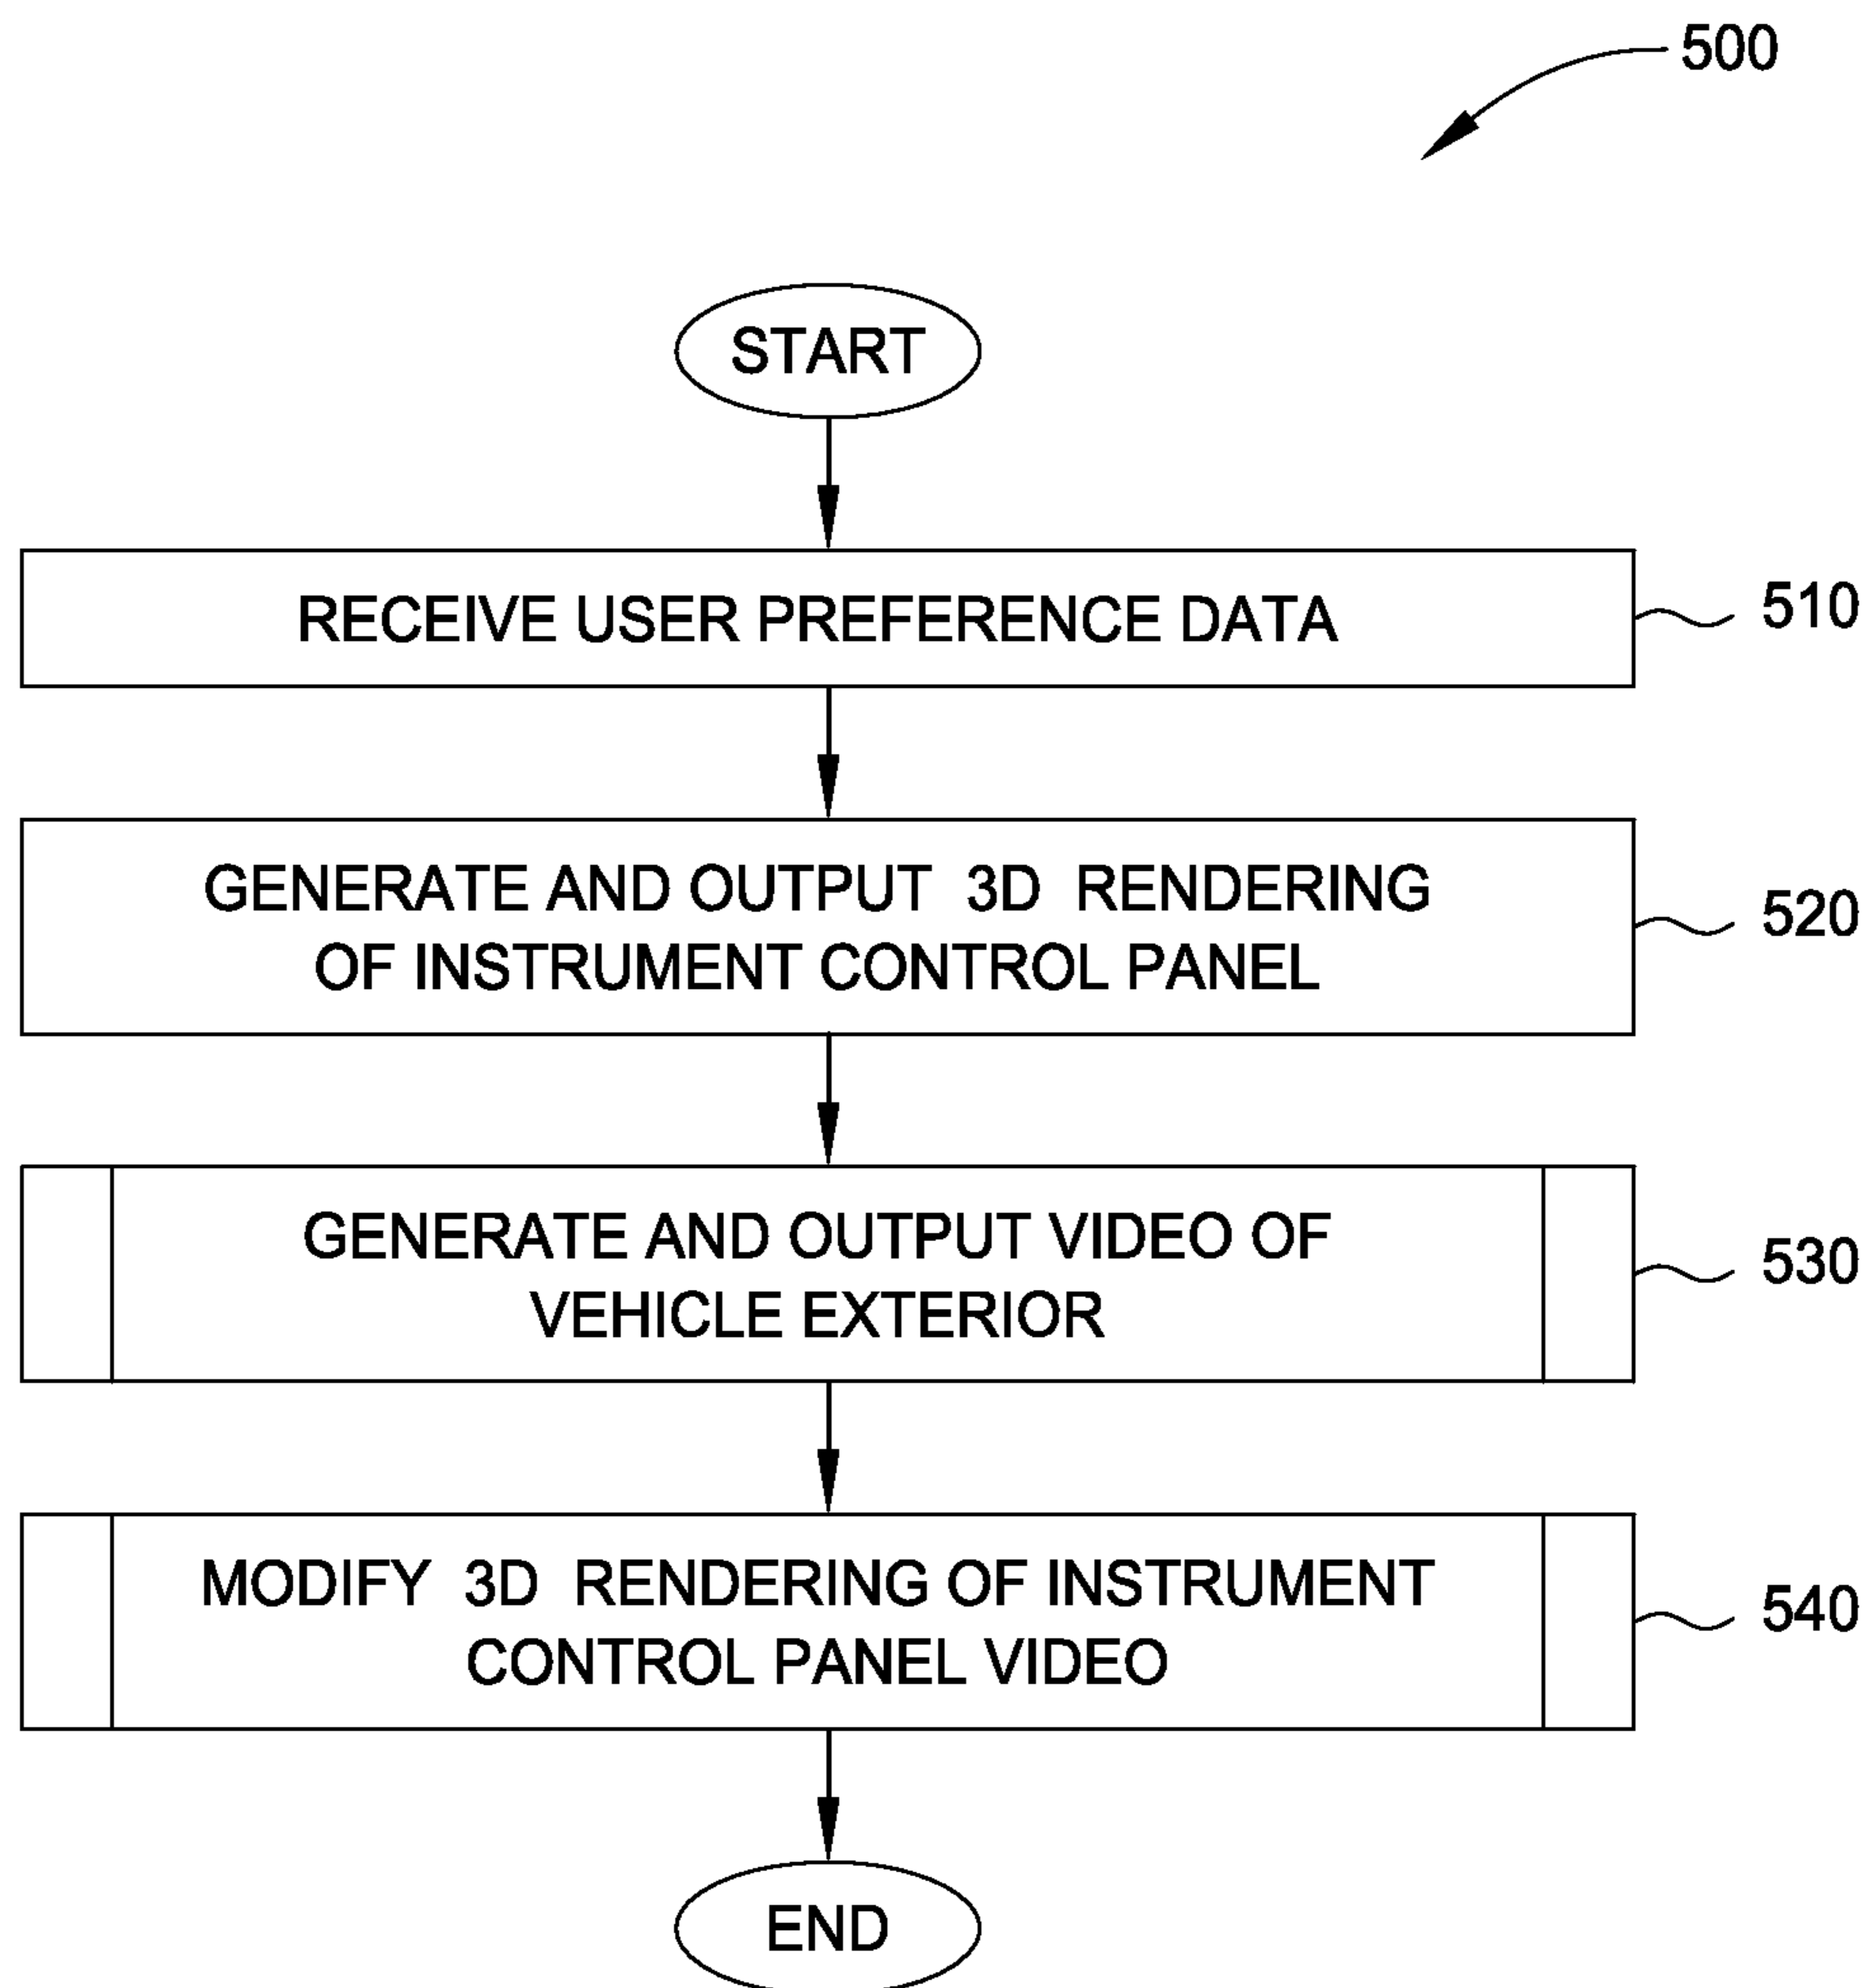 500
START
RECEIVE USER PREFERENCE DATA
510
GENERATE AND OUTPUT 3D RENDERING
OF INSTRUMENT CONTROL PANEL
520
GENERATE AND OUTPUT VIDEO OF
VEHICLE EXTERIOR
530
MODIFY 3D RENDERING OF INSTRUMENT
CONTROL PANEL VIDEO
540
END